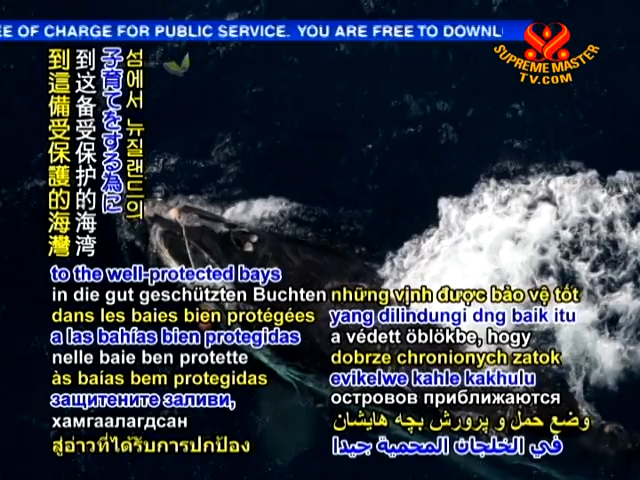 EE OF CHARGE FOR PUBLIC SERVICE. YOU ARE FREE TO DOWNL
SUPREME MASTER
TV.COM
到這備受保護的海灣
到这备受保护的海湾
子育てをする為に
섬에서 뉴질랜드의
to the well-protected bays
in die gut geschützten Buchten
dans les baies bien protégées
a las bahías bien protegidas
nelle baie ben protette
às baías bem protegidas
защитените заливи,
хамгаалагдсан
สู่อ่าวที่ได้รับการปกป้อง
những vịnh được bảo vệ tốt
yang dilindungi dng baik itu
a védett öblökbe, hogy
dobrze chronionych zatok
evikelwe kahle kakhulu
островов приближаются
وضع حمل و پرورش بچه هایشان
في الخلجان المحمية جيدا